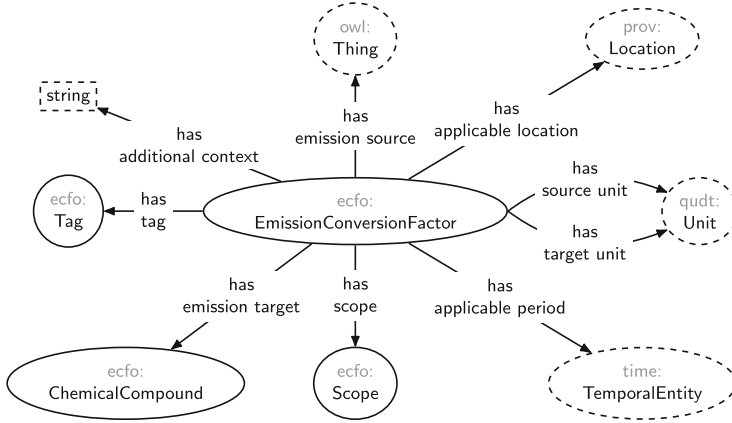 owl:
Thing
prov:
Location
string
has
emission source
has
applicable location
has
additional context
has
source unit
ecfo:
Tag
has
tag
ecfo:
EmissionConversionFactor
qudt:
Unit
has
target unit
has
emission target
has
scope
has
applicable period
ecfo:
ChemicalCompound
ecfo:
Scope
time:
TemporalEntity